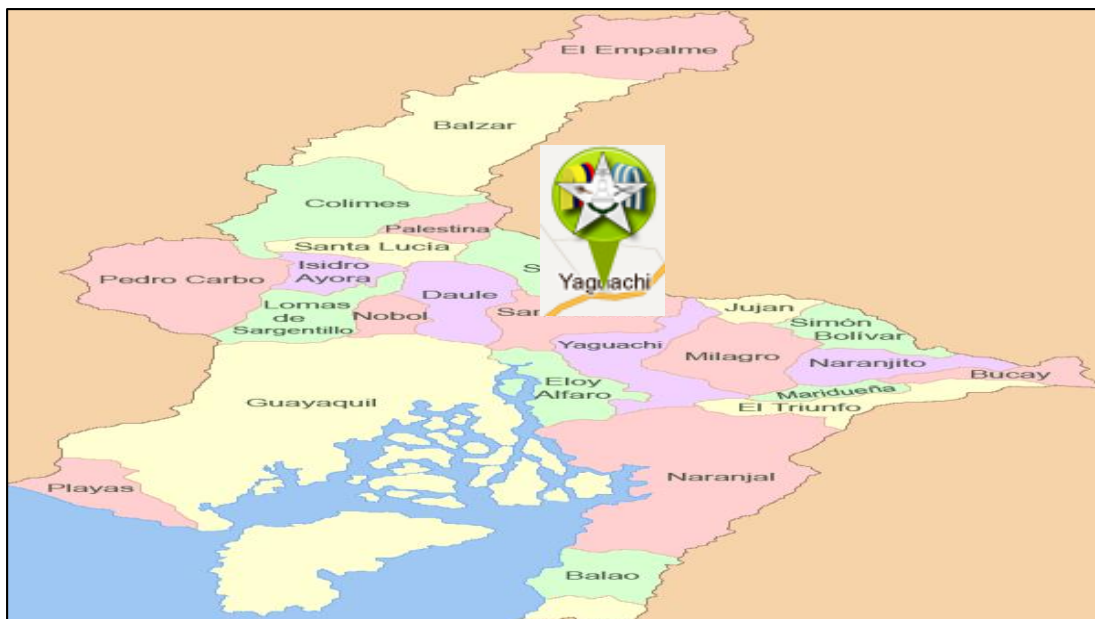 El Empalme
Balzar
Colimes
Palestina
Santa Lucia
Pedro Carbo
Isidro
Ayora
Daule
Lomas
de
Sargentillo
Nobol
Yaguachi
Jujan
Simón
Bolívar
Yaguachi
Milagro
Naranjito
Bucay
Eloy
Alfaro
Maridueña
El Triunfo
Guayaquil
Naranjal
Playas
Balao